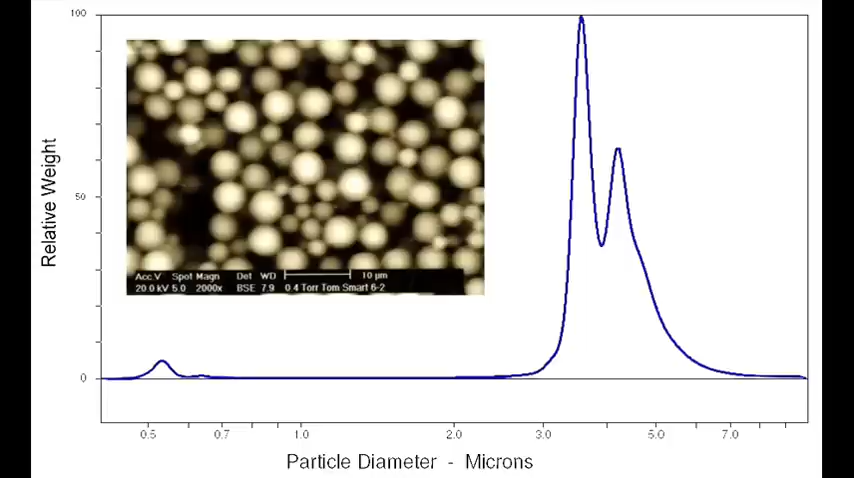 100
50
0
Relative Weight
Acc.V Spot Magn Det WD 10 µm
20.0 kV 5.0 2000x BSE 7.9 0.4 Torr Tom Smart 6-2
0.5 0.7 1.0 2.0 3.0 5.0 7.0
Particle Diameter - Microns